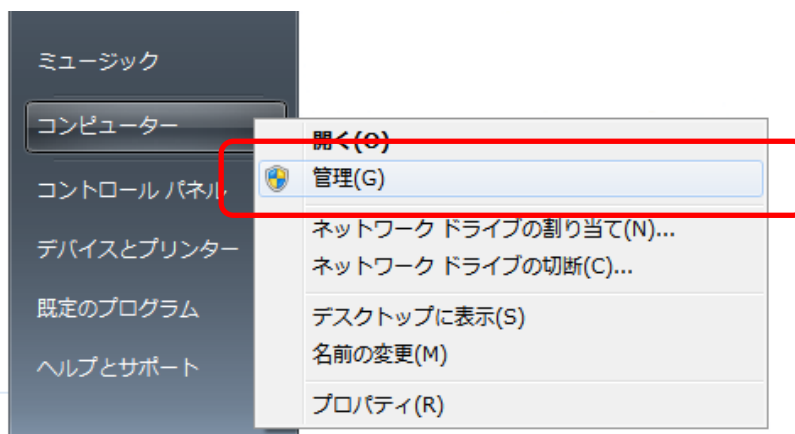 ミュージック
コンピューター
コントロール パネル
デバイスとプリンター
既定のプログラム
ヘルプとサポート
開く(O)
管理(G)
ネットワーク ドライブの割り当て(N)...
ネットワーク ドライブの切断(C)...
デスクトップに表示(S)
名前の変更(M)
プロパティ(R)